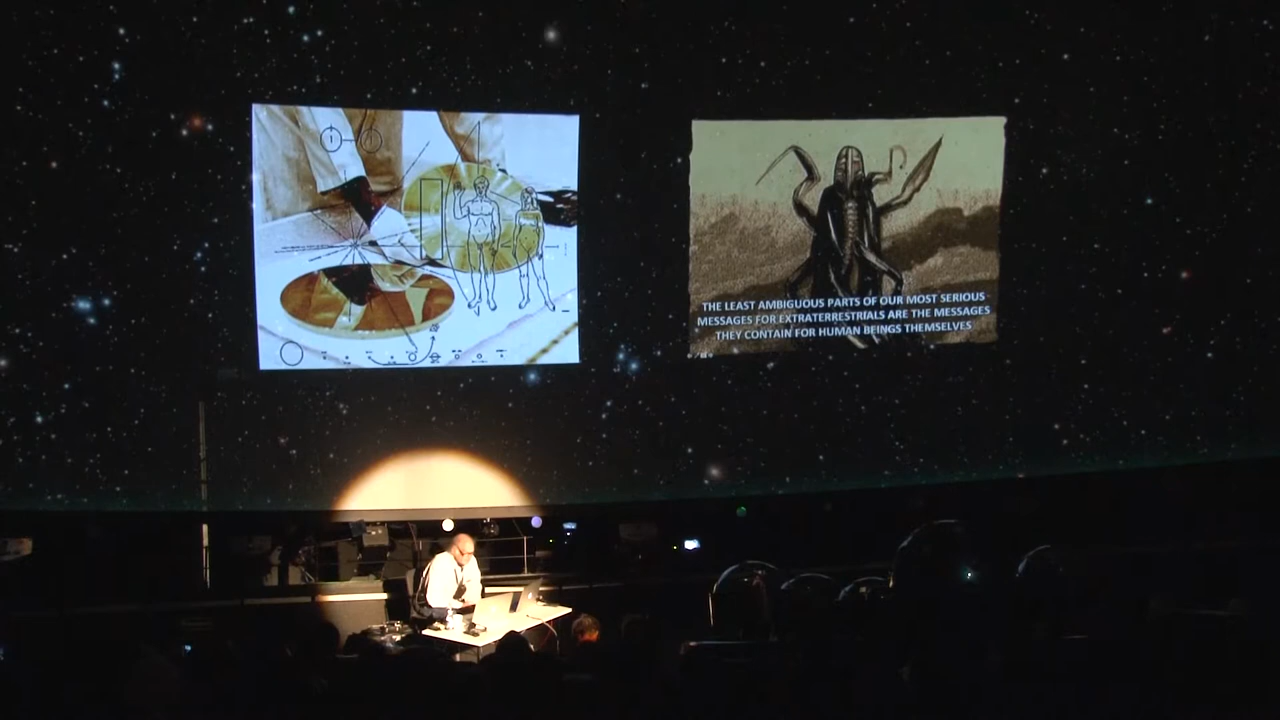 THE LEAST AMBIGUOUS PARTS OF OUR MOST SERIOUS
MESSAGES FOR EXTRATERRESTRIALS ARE THE MESSAGES
THEY CONTAIN FOR HUMAN BEINGS THEMSELVES